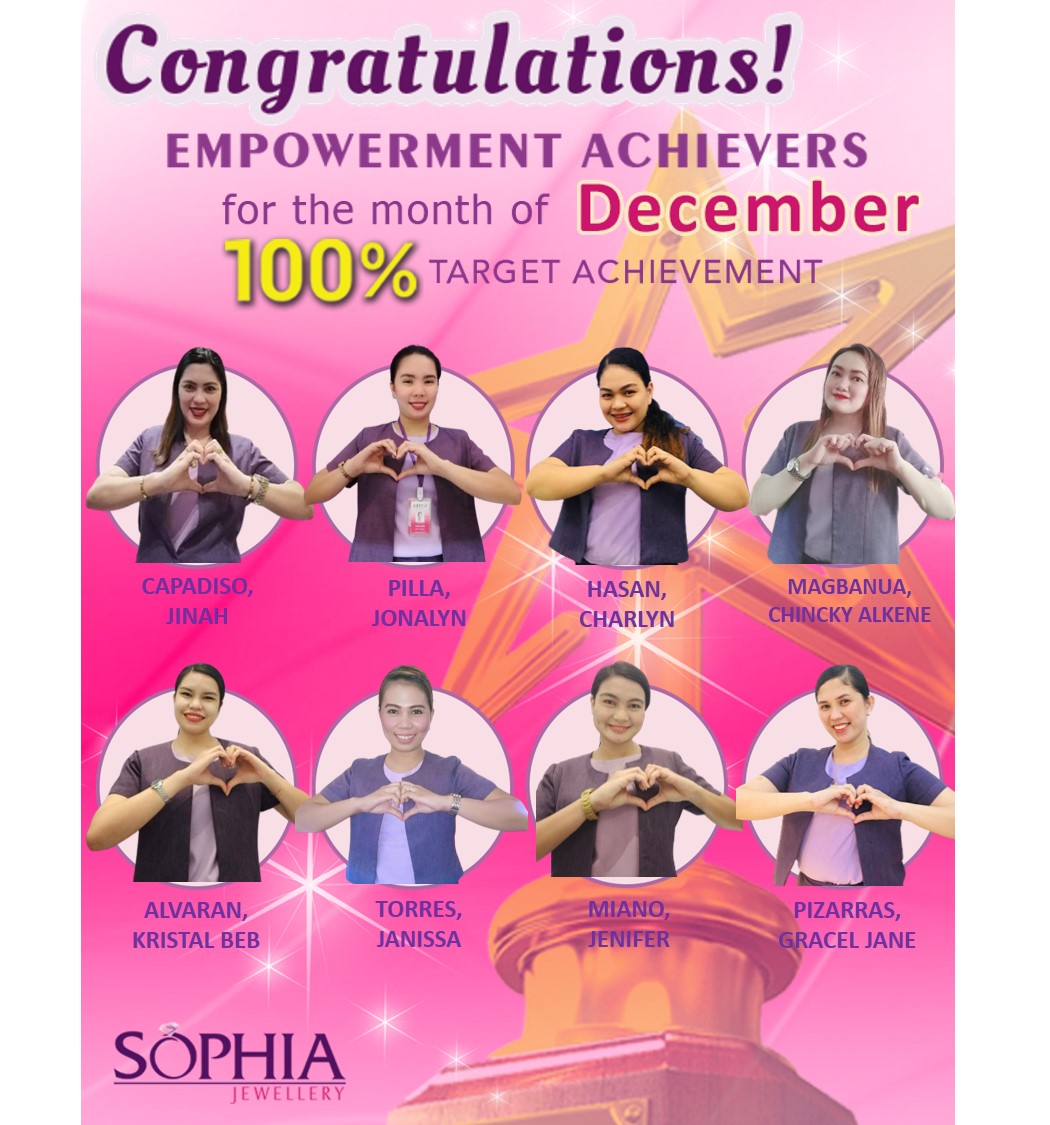 Congratulations!
EMPOWERMENT ACHIEVERS
for the month of December
100% TARGET ACHIEVEMENT
CAPADISO,
JINAH
PILLA,
JONALYN
HASAN,
CHARLYN
MAGBANUA,
CHINCKY ALKENE
ALVARAN,
KRISTAL BEB
TORRES,
JANISSA
MIANO,
JENIFER
PIZARRAS,
GRACEL JANE
SOPHIA
JEWELLERY